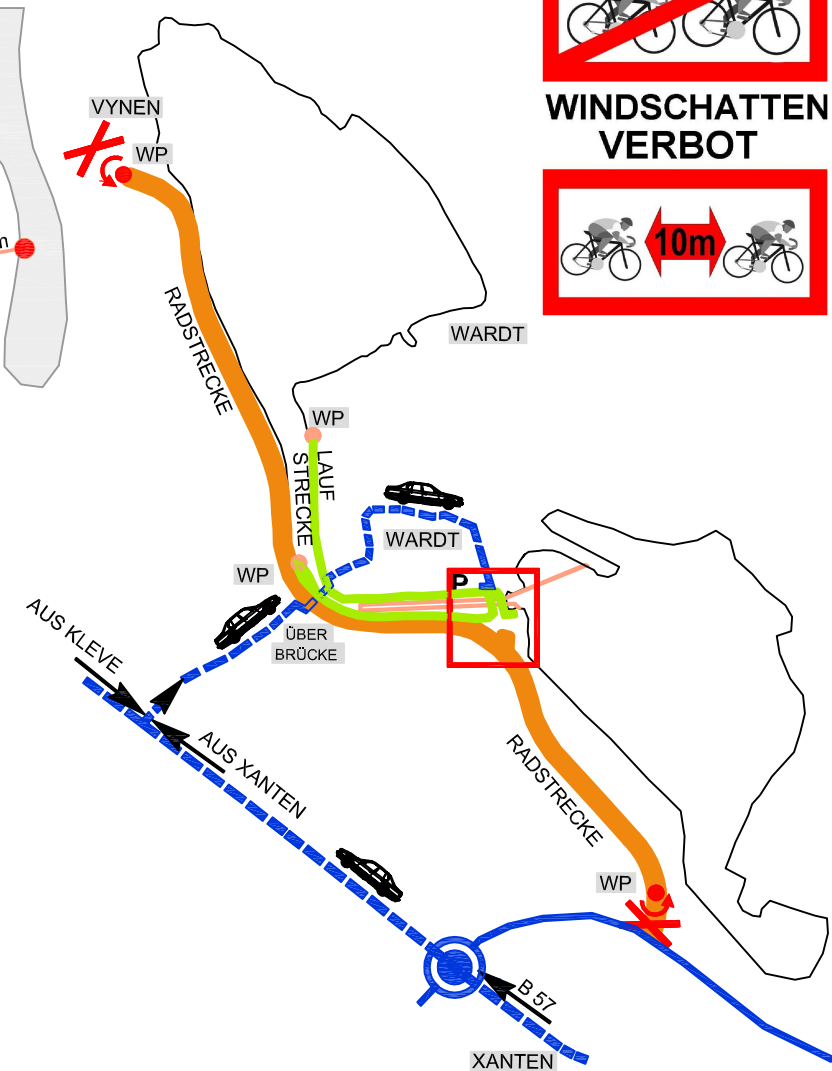 WINDSCHATTEN
VERBOT
10m
VYNEN
WP
m
RADSTRECKE
WARDT
WP
LAUF
STRECKE
WARDT
WP
P
ÜBER
BRÜCKE
AUS KLEVE
AUS XANTEN
RADSTRECKE
WP
B 57
XANTEN